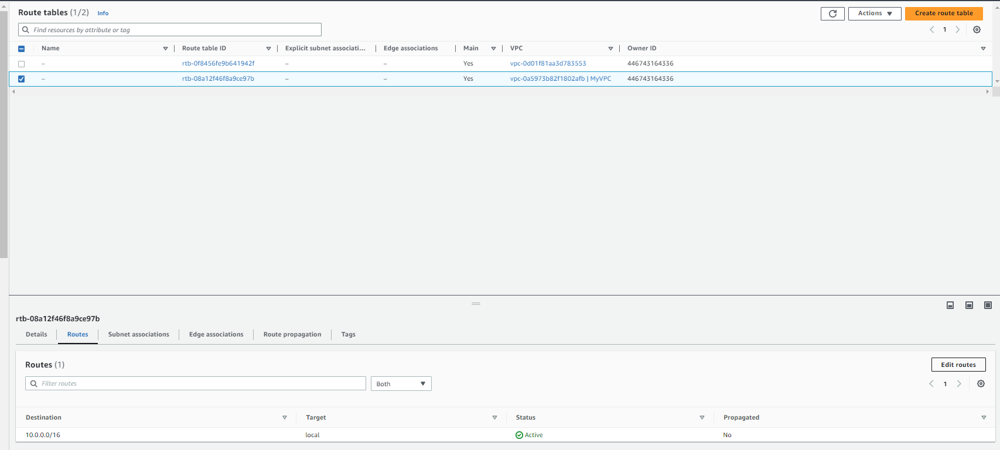 Route tables (1/2) Info
Actions Create route table
Find resources by attribute or tag
1
Name Route table ID Explicit subnet associati... Edge associations Main VPC Owner ID
– rtb-0f8456fe9b641942f – – Yes vpc-0d01f81aa3d783553 446743164336
– rtb-08a12f46f8a9ce97b – – Yes vpc-0a5973b82f1802afb | MyVPC 446743164336
rtb-08a12f46f8a9ce97b
Details Routes Subnet associations Edge associations Route propagation Tags
Routes (1)
Edit routes
Filter routes Both 1
Destination Target Status Propagated
10.0.0.0/16 local Active No